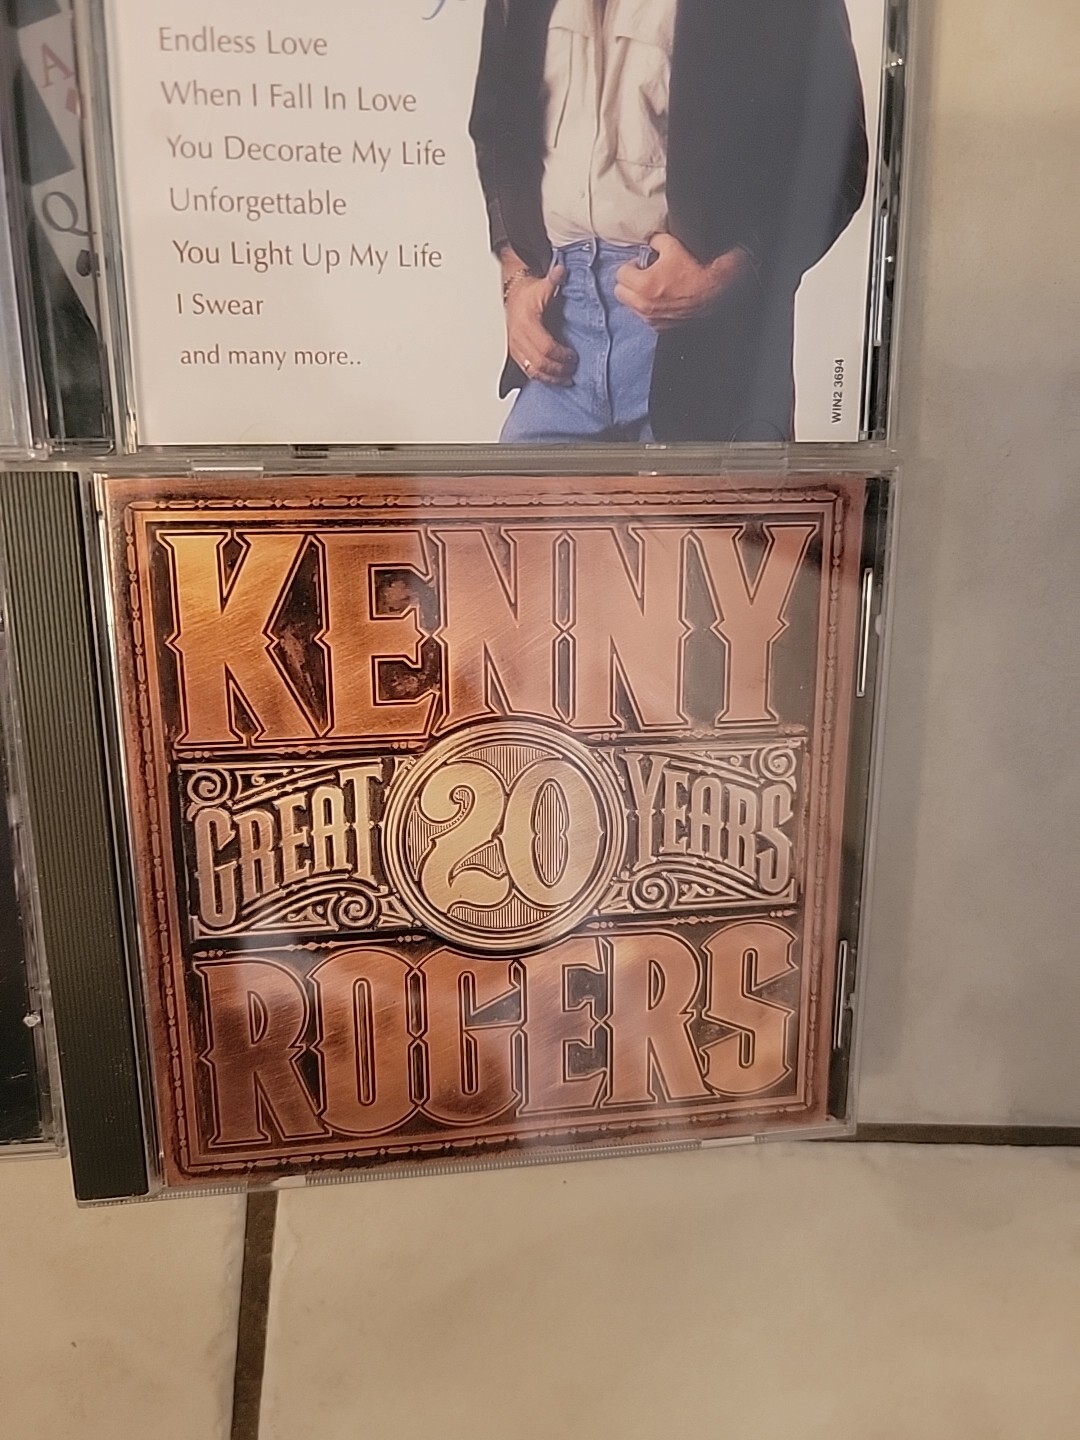 A
Q
Endless Love
When I Fall In Love
You Decorate My Life
Unforgettable
You Light Up My Life
I Swear
and many more..
WIN2 3694
KENNY
GREAT 20 YEARS
ROGERS